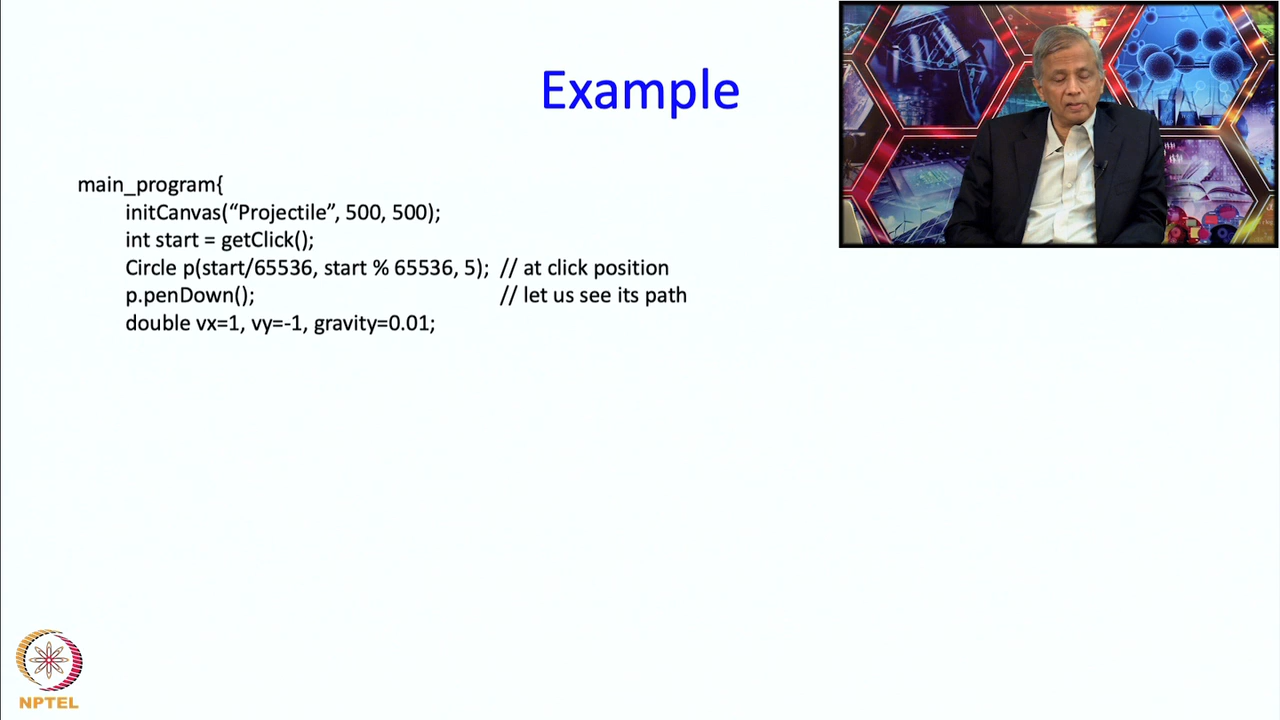 Example
main_program{
initCanvas(“Projectile”, 500, 500);
int start = getClick();
Circle p(start/65536, start % 65536, 5); // at click position
p.penDown(); // let us see its path
double vx=1, vy=-1, gravity=0.01;
NPTEL